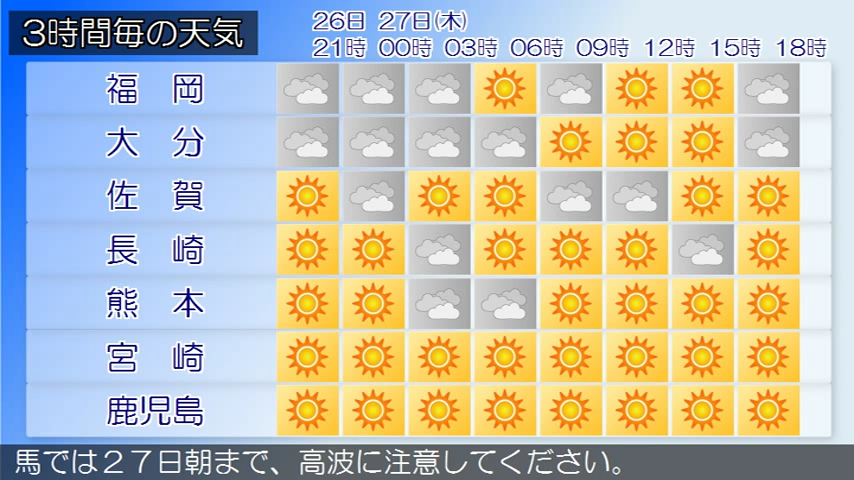 3時間毎の天気
26日 27日(木)
21時 00時 03時 06時 09時 12時 15時 18時
福岡
大分
佐賀
長崎
熊本
宮崎
鹿児島
馬では27日朝まで、高波に注意してください。